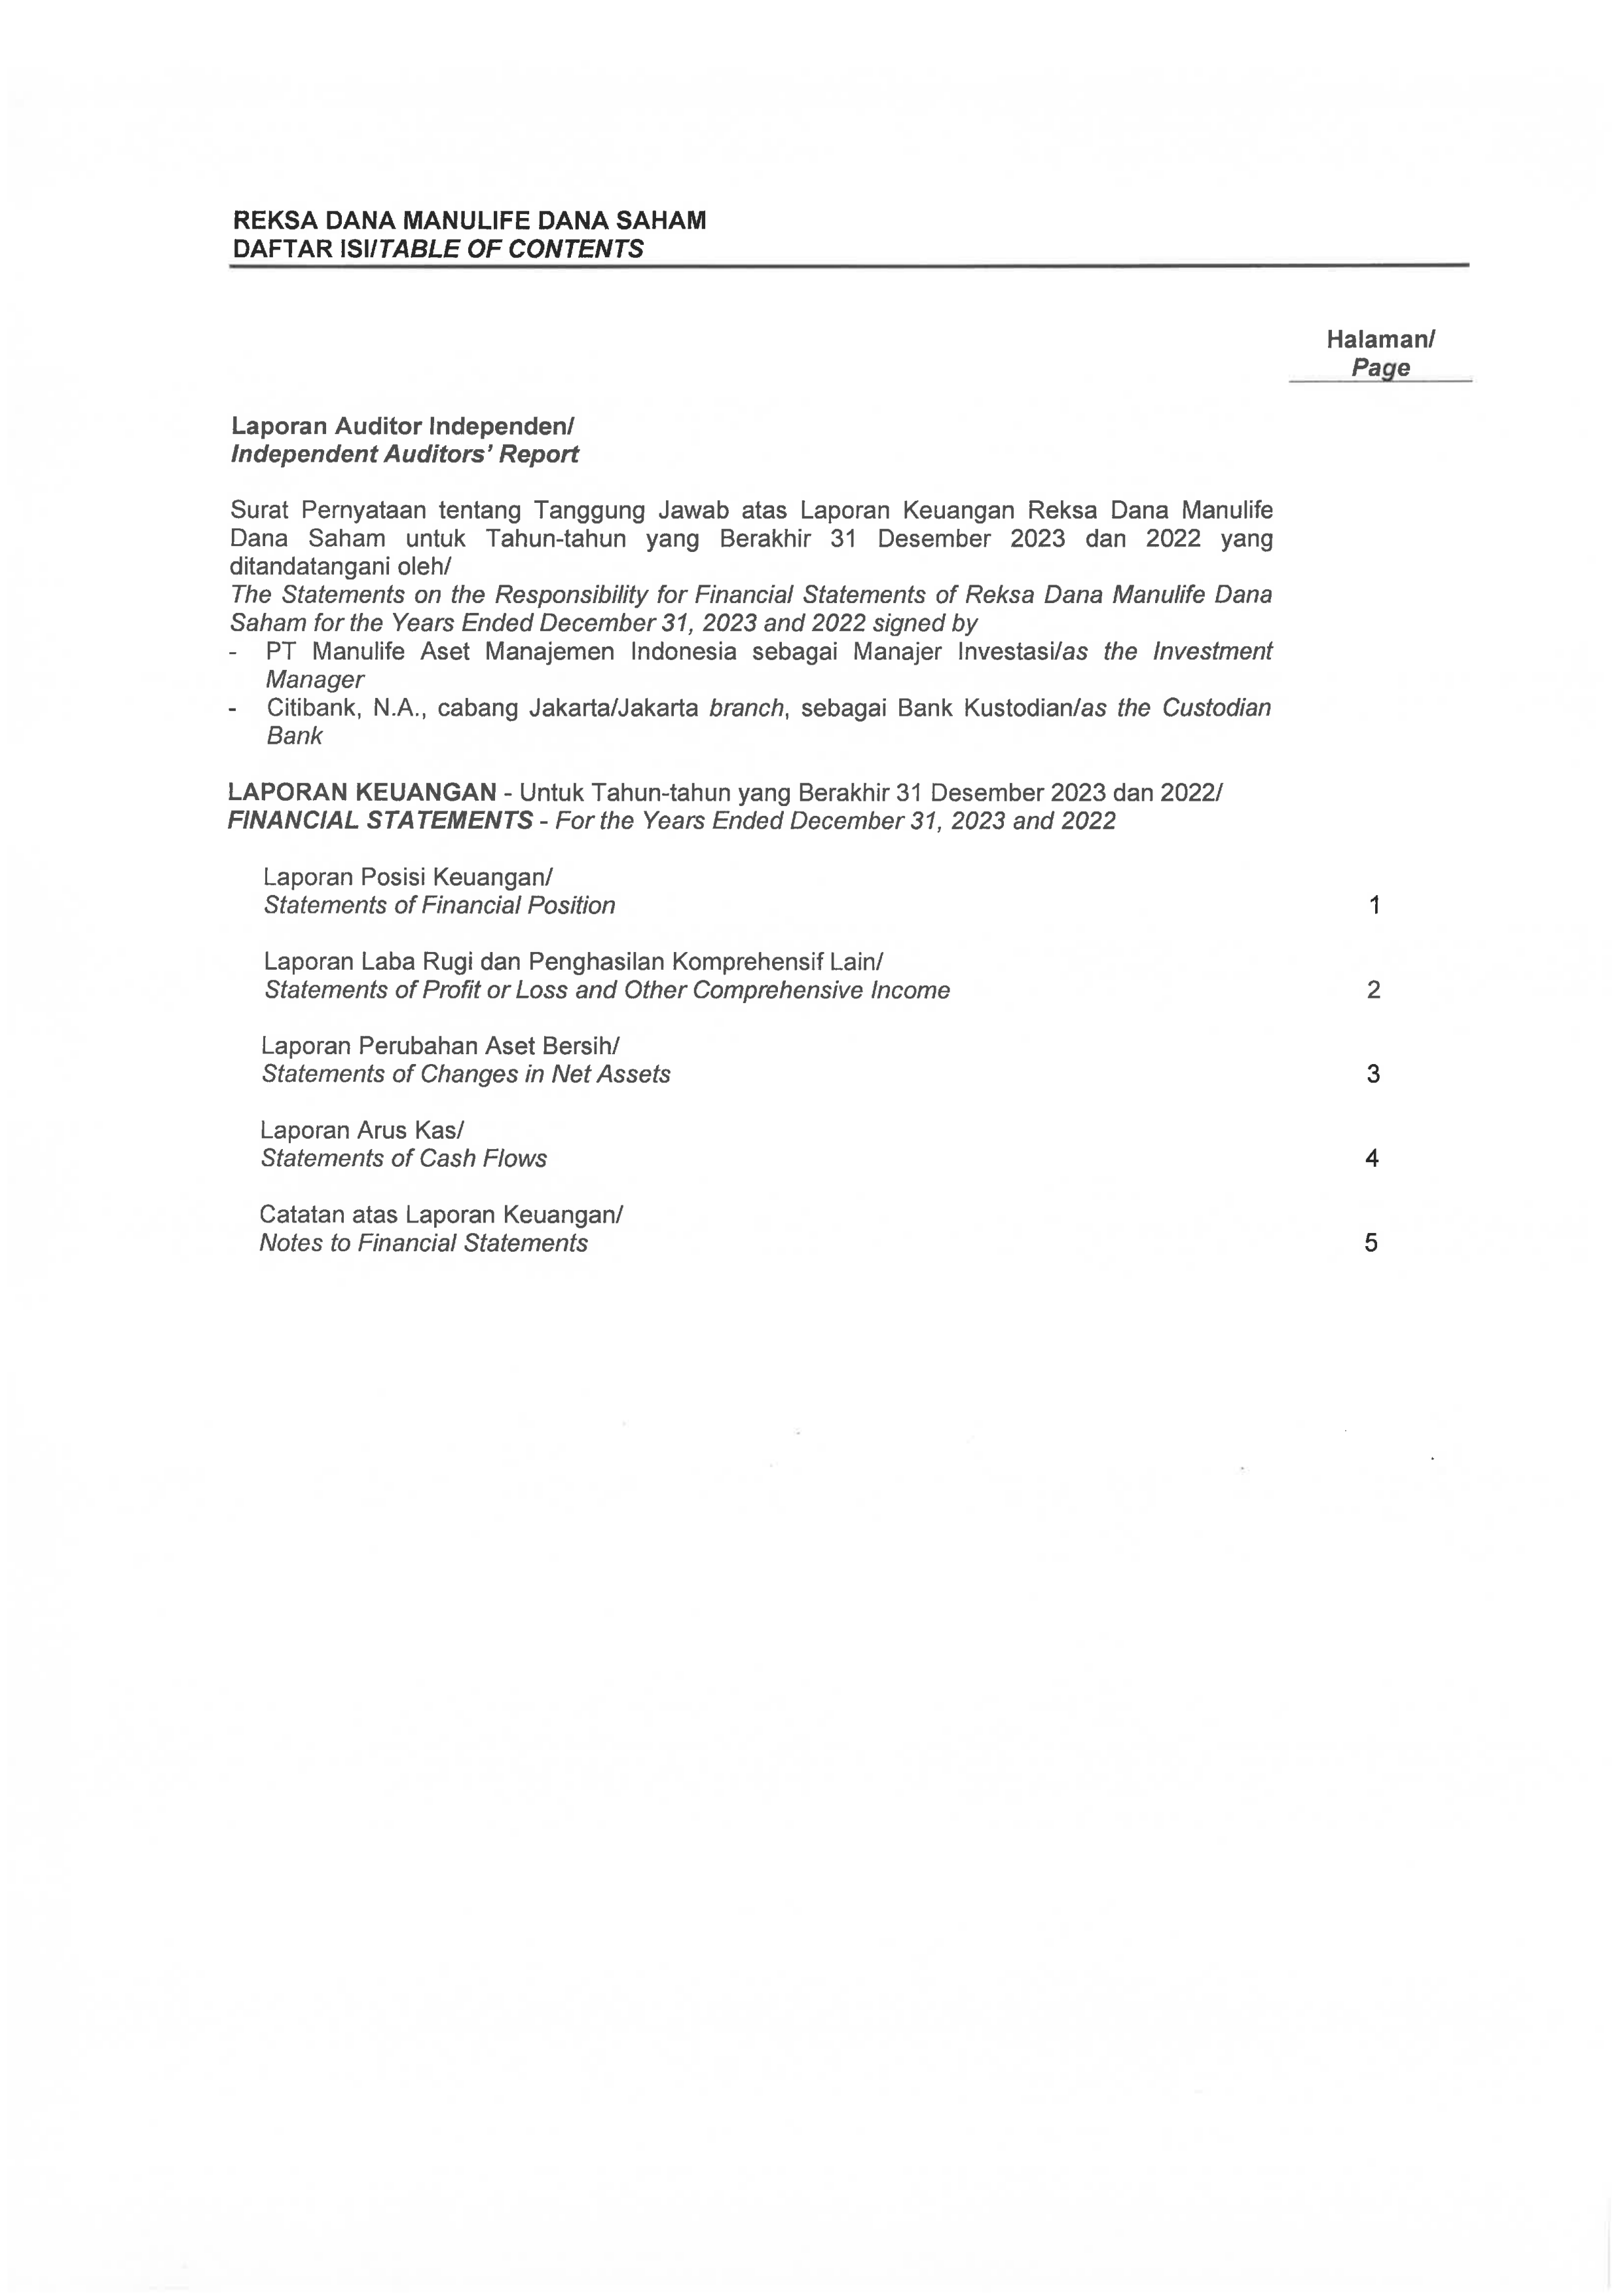 REKSA DANA MANULIFE DANA SAHAM
DAFTAR ISI/TABLE OF CONTENTS
Halaman/
Page
Laporan Auditor Independen/
Independent Auditors' Report
Surat Pernyataan tentang Tanggung Jawab atas Laporan Keuangan Reksa Dana Manulife
Dana Saham untuk Tahun-tahun yang Berakhir 31 Desember 2023 dan 2022 yang
ditandatangani oleh/
The Statements on the Responsibility for Financial Statements of Reksa Dana Manulife Dana
Saham for the Years Ended December 31, 2023 and 2022 signed by
- PT Manulife Aset Manajemen Indonesia sebagai Manajer Investasi/as the Investment
Manager
- Citibank, N.A., cabang Jakarta/Jakarta branch, sebagai Bank Kustodian/as the Custodian
Bank
LAPORAN KEUANGAN - Untuk Tahun-tahun yang Berakhir 31 Desember 2023 dan 2022/
FINANCIAL STATEMENTS - For the Years Ended December 31, 2023 and 2022
Laporan Posisi Keuangan/
Statements of Financial Position 1
Laporan Laba Rugi dan Penghasilan Komprehensif Lain/
Statements of Profit or Loss and Other Comprehensive Income 2
Laporan Perubahan Aset Bersih/
Statements of Changes in Net Assets 3
Laporan Arus Kas/
Statements of Cash Flows 4
Catatan atas Laporan Keuangan/
Notes to Financial Statements 5